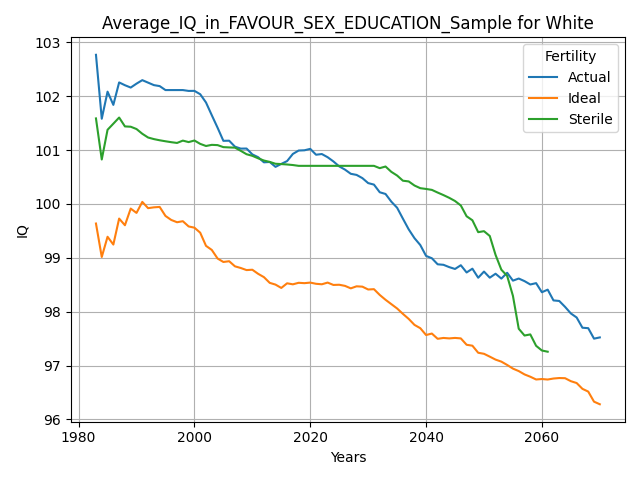 Average_IQ_in_FAVOUR_SEX_EDUCATION_Sample for White
103
102
101
100
99
98
97
96
IQ
Fertility
Actual
Ideal
Sterile
1980
2000
2020
2040
2060
Years